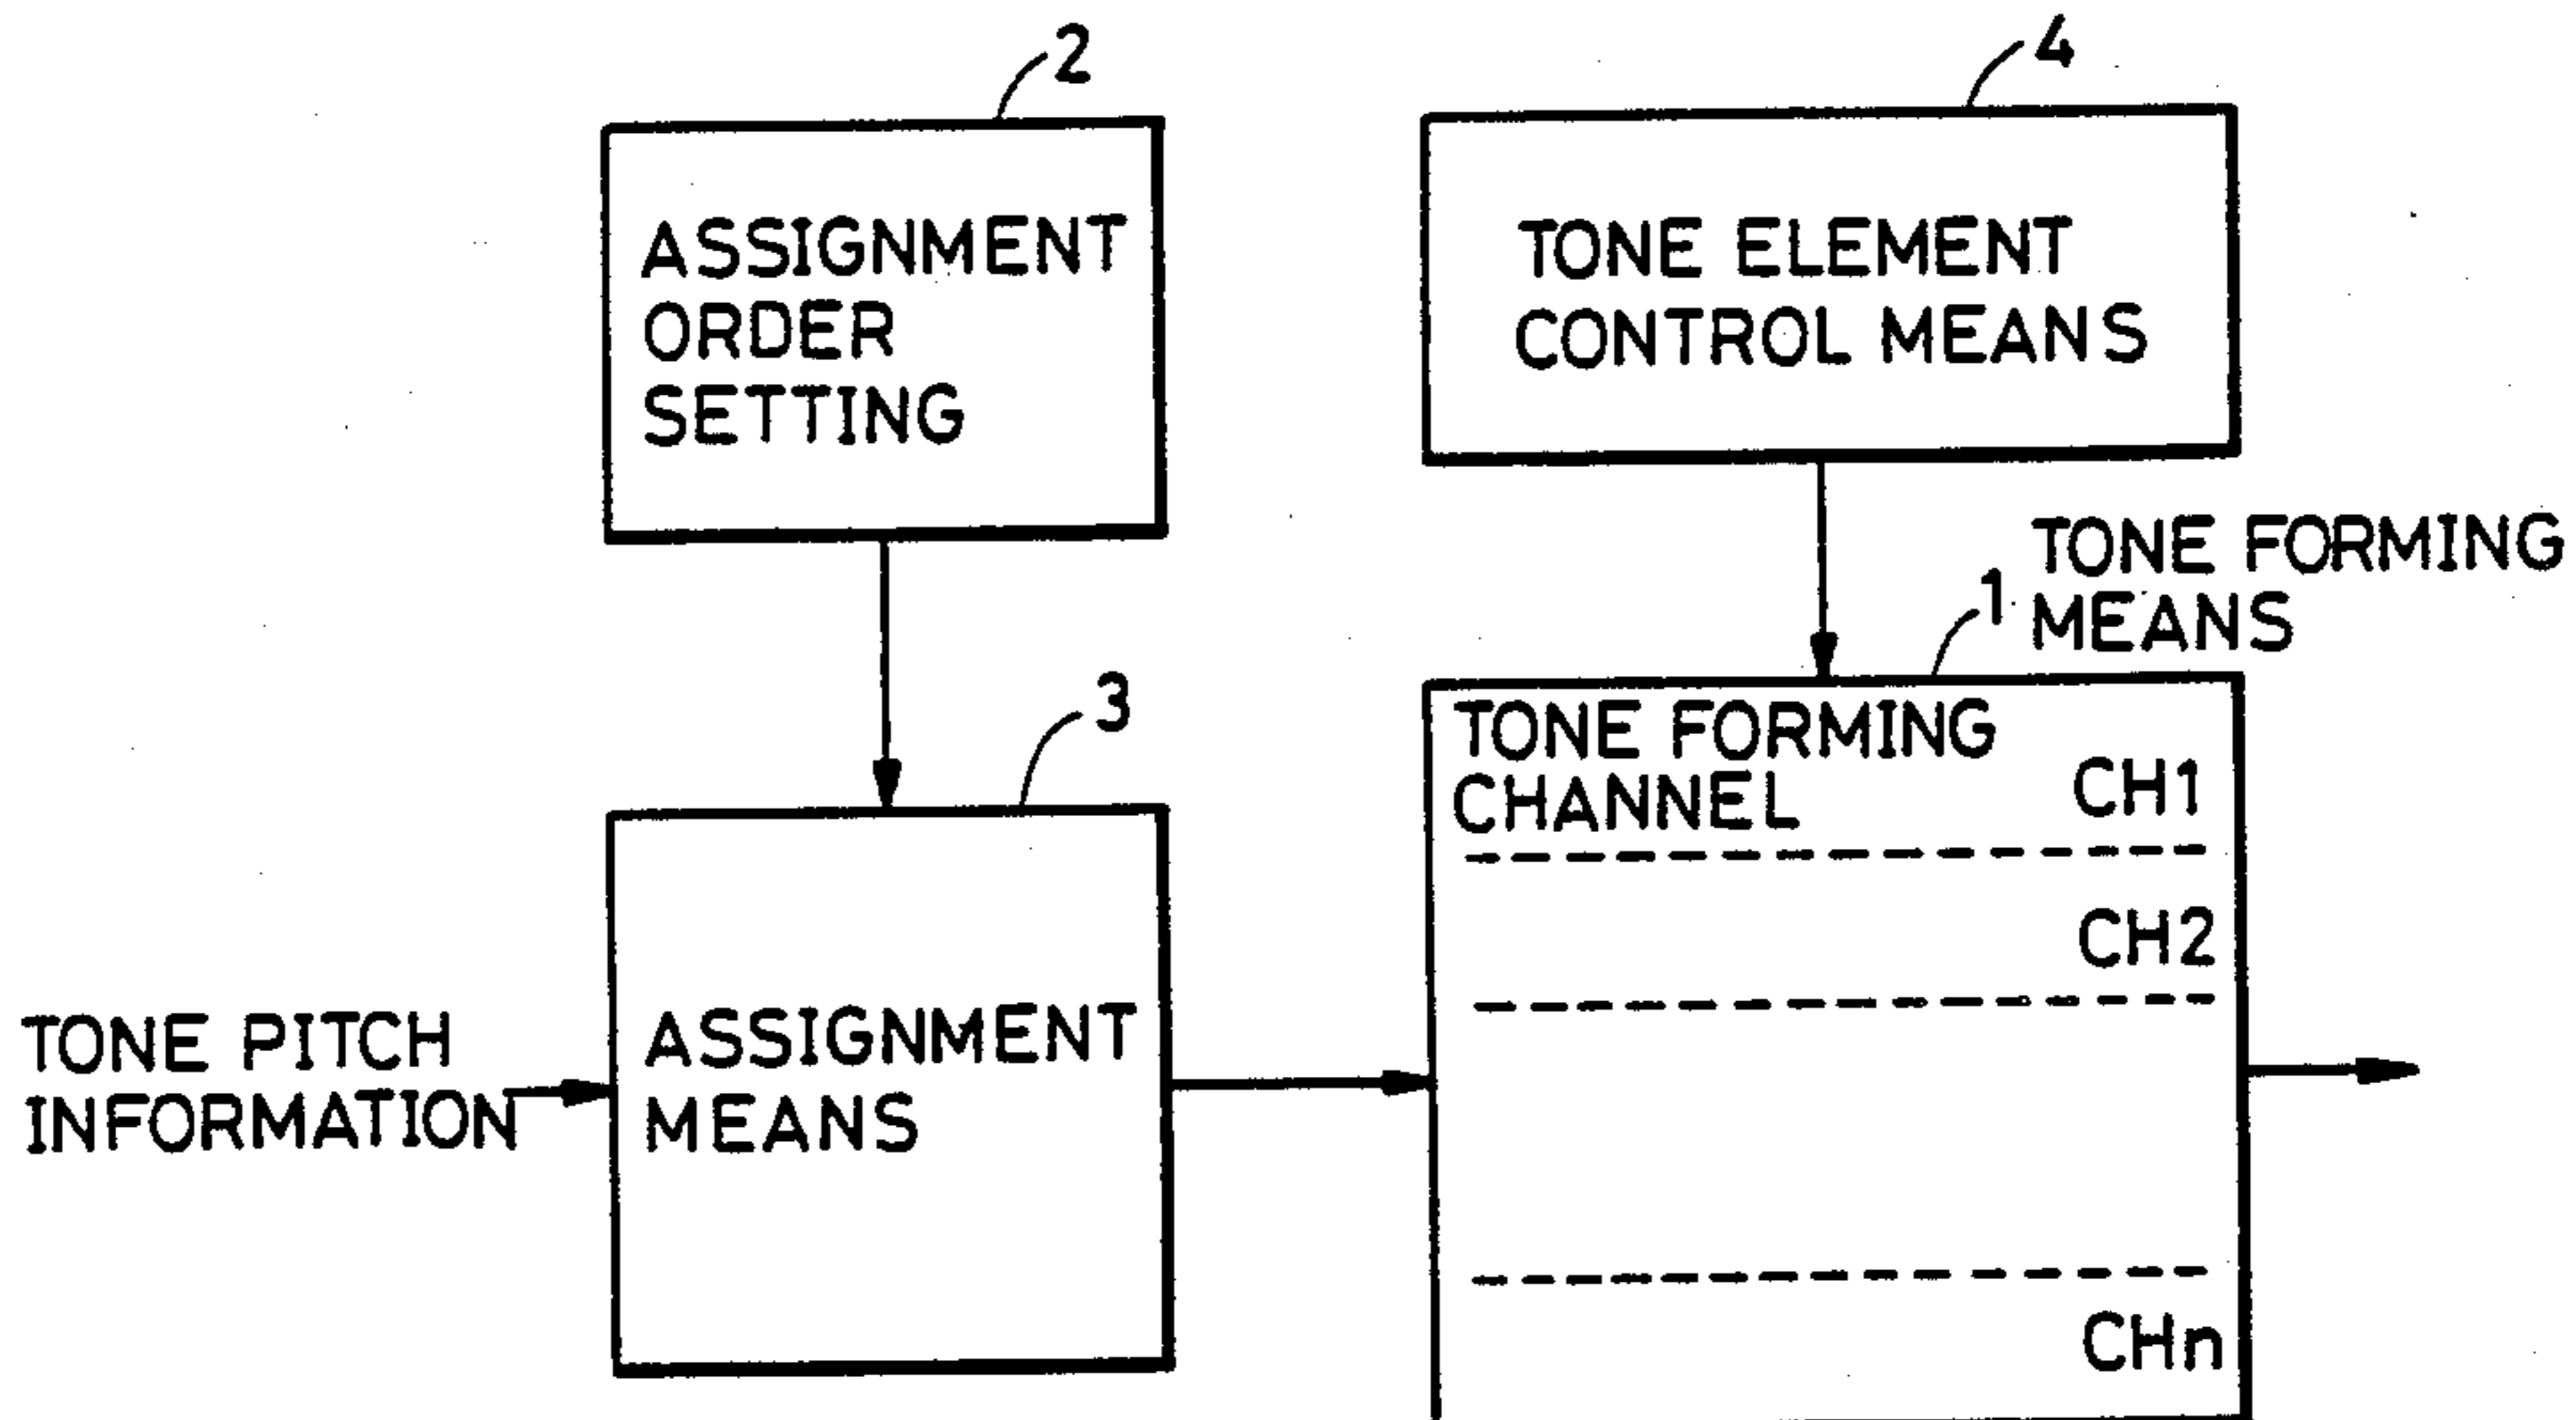 2
ASSIGNMENT
ORDER
SETTING
4
TONE ELEMENT
CONTROL MEANS
TONE FORMING
MEANS
1
3
TONE PITCH
INFORMATION
ASSIGNMENT
MEANS
TONE FORMING
CHANNEL
CH1
CH2
CHn